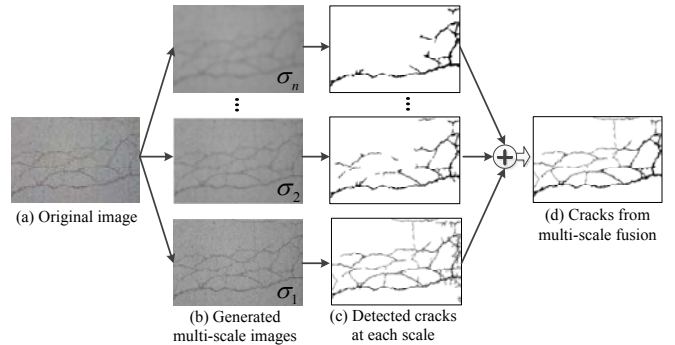 σn
σ2
σ1
(a) Original image
(b) Generated
multi-scale images
(c) Detected cracks
at each scale
(d) Cracks from
multi-scale fusion